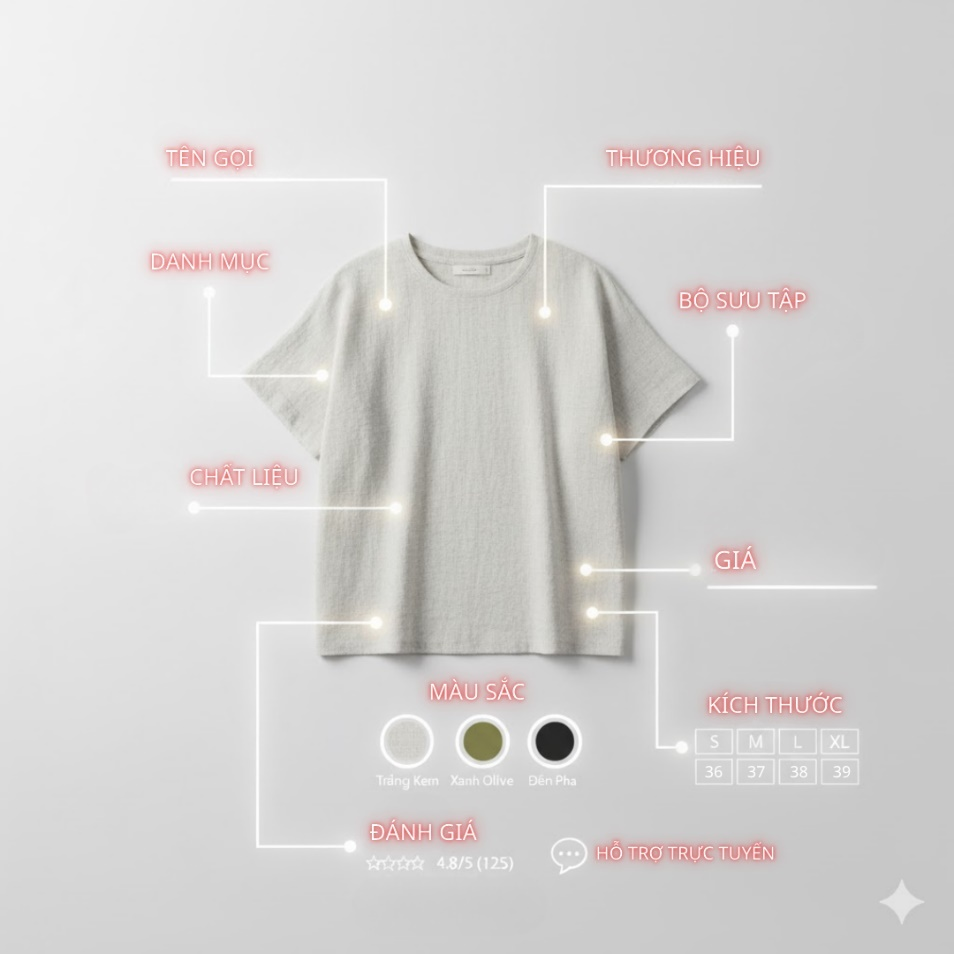 TÊN GỌI
THƯƠNG HIỆU
DANH MỤC
BỘ SƯU TẬP
CHẤT LIỆU
GIÁ
MÀU SẮC
Trắng Kem Xanh Olive Đến Pha
KÍCH THƯỚC
S M L XL
36 37 38 39
ĐÁNH GIÁ
4.8/5 (125)
HỖ TRỢ TRỰC TUYẾN